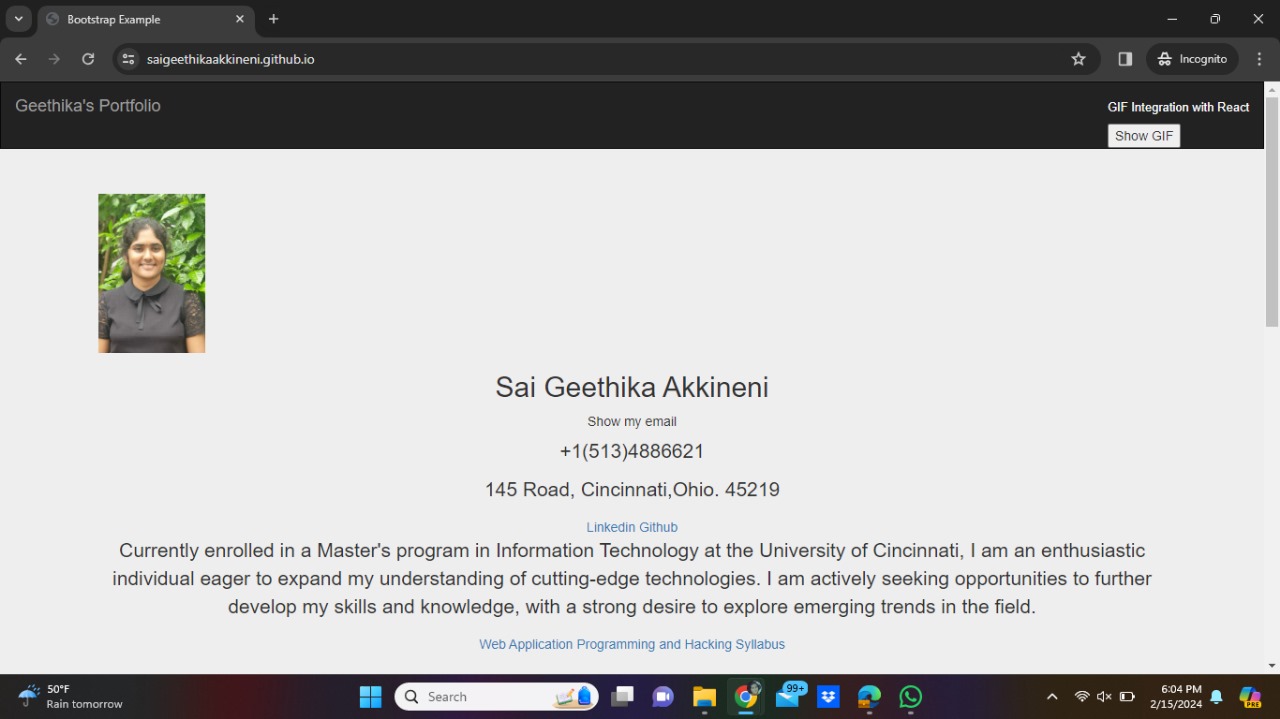 Bootstrap Example
saigeethikaakkineni.github.io
Incognito
Geethika's Portfolio
GIF Integration with React
Show GIF
Sai Geethika Akkineni
Show my email
+1(513)4886621
145 Road, Cincinnati,Ohio. 45219
Linkedin Github
Currently enrolled in a Master's program in Information Technology at the University of Cincinnati, I am an enthusiastic
individual eager to expand my understanding of cutting-edge technologies. I am actively seeking opportunities to further
develop my skills and knowledge, with a strong desire to explore emerging trends in the field.
Web Application Programming and Hacking Syllabus
50°F
Rain tomorrow
Search
99+
6:04 PM
2/15/2024
PRE